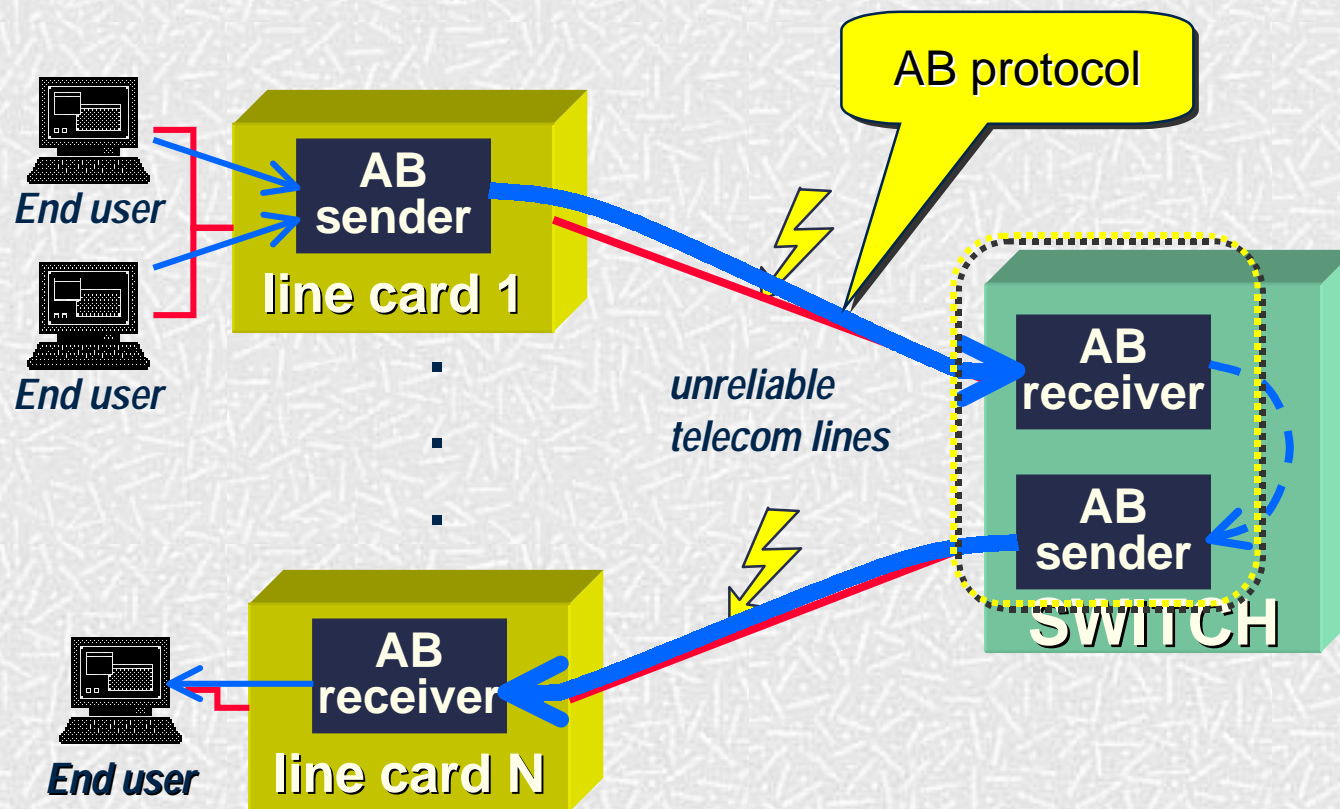 AB protocol
End user
AB
sender
line card 1
End user
unreliable
telecom lines
AB
receiver
AB
sender
SWITCH
AB
receiver
line card N
End user